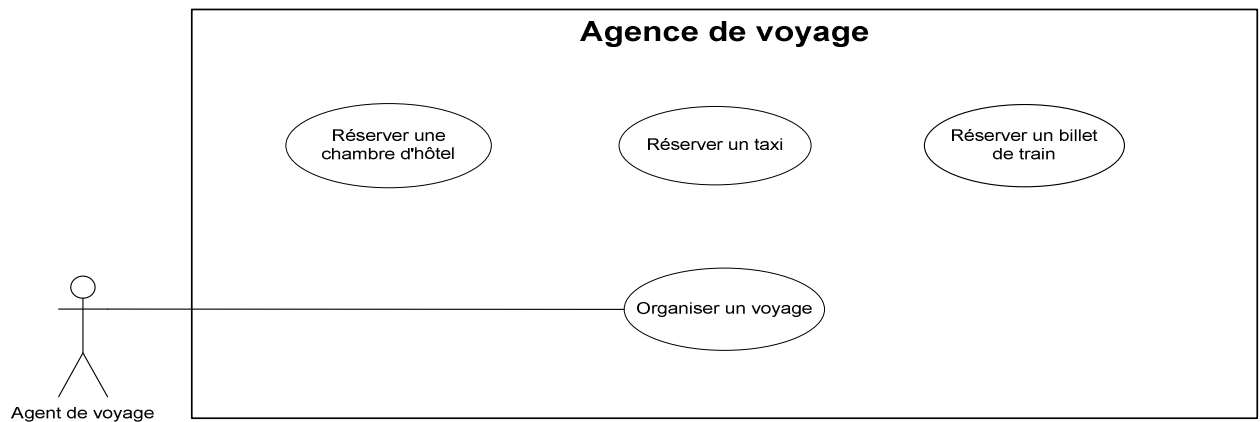 Agence de voyage
Réserver une
chambre d'hôtel
Réserver un taxi
Réserver un billet
de train
Organiser un voyage
Agent de voyage